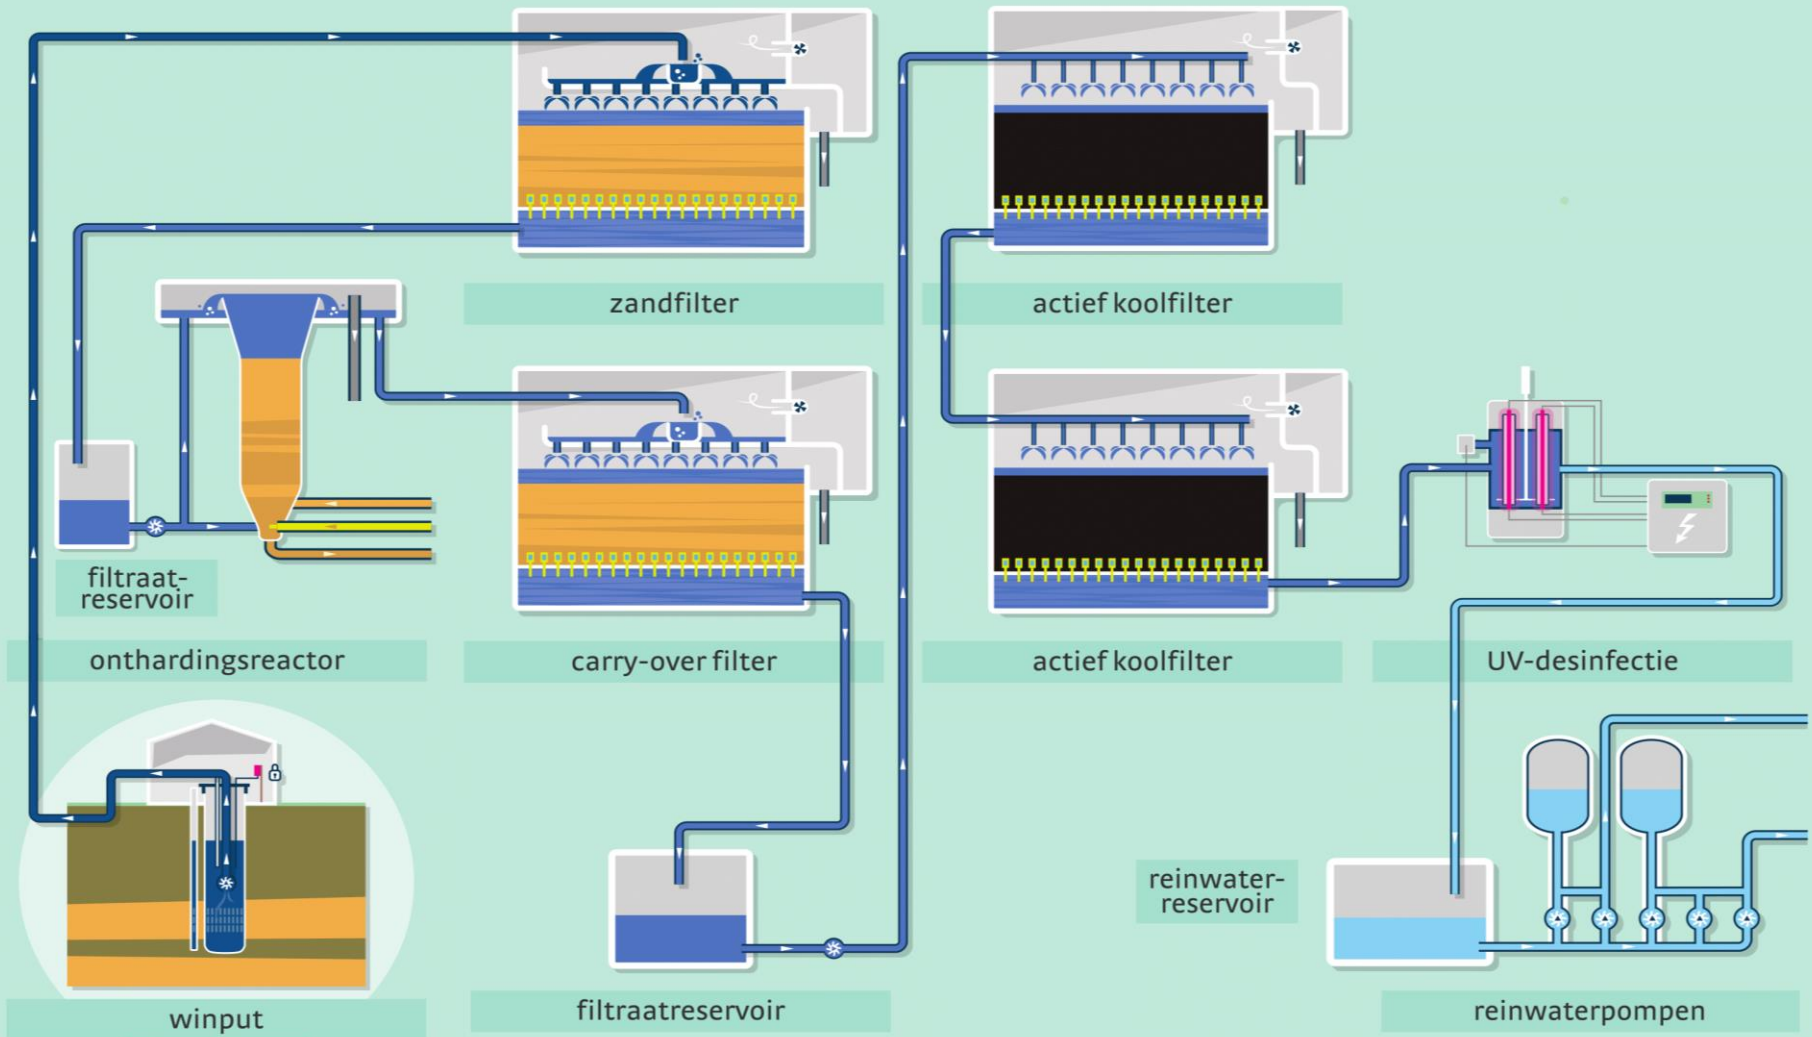 zandfilter
actief koolfilter
filtraat-
reservoir
onthardingsreactor
carry-over filter
actief koolfilter
UV-desinfectie
reinwater-
reservoir
winput
filtraatreservoir
reinwaterpompen